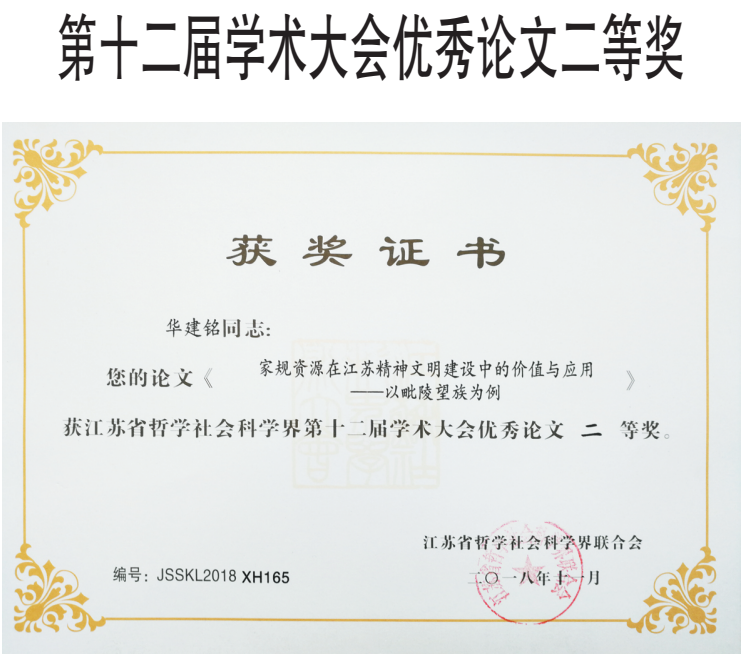 第十二届学术大会优秀论文二等奖
获奖证书
华建铭同志:
您的论文《家规资源在江苏精神文明建设中的价值与应用
——以毗陵望族为例》
获江苏省哲学社会科学界第十二届学术大会优秀论文 二 等奖。
江苏省哲学社会科学界联合会
编号: JSSKL2018 XH165
二〇一八年十一月